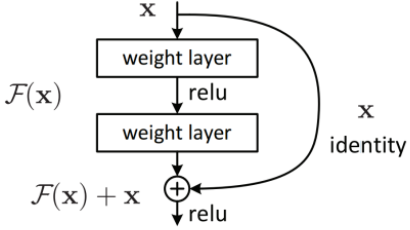 x
weight layer
F(x)
relu
x
weight layer
identity
F(x) + x
+
relu